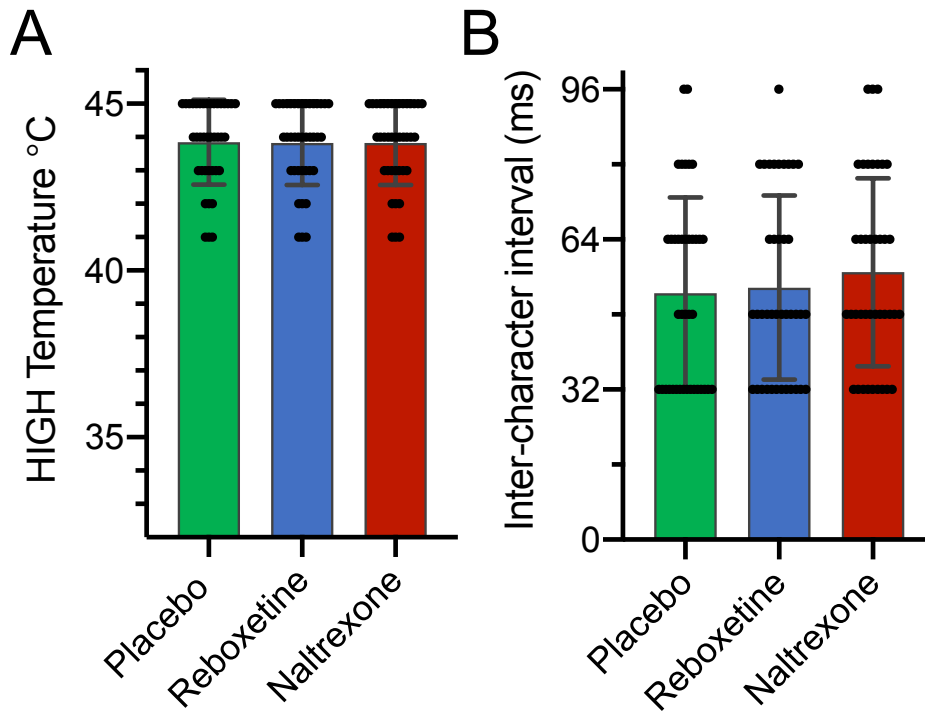 A
HIGH Temperature °C
45
40
35
Placebo
Reboxetine
Naltrexone
B
Inter-character interval (ms)
96
64
32
0
Placebo
Reboxetine
Naltrexone